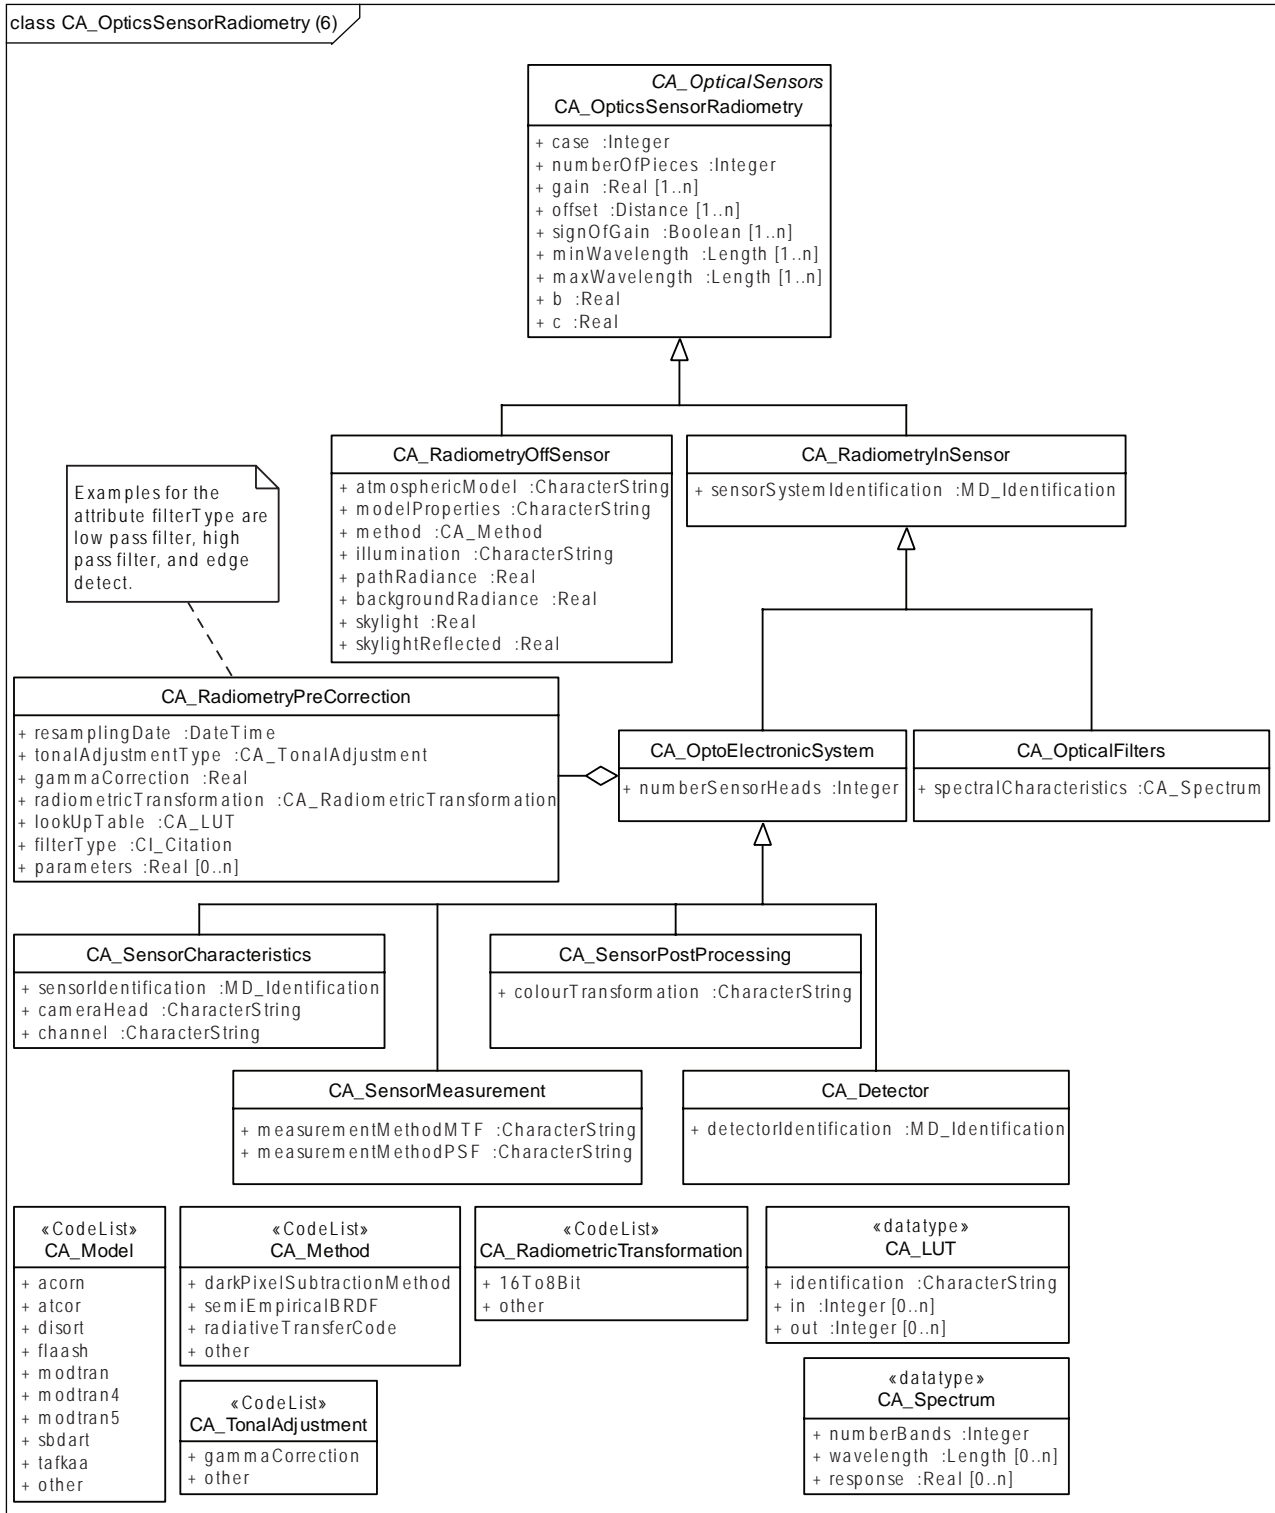 class CA_OpticsSensorRadiometry (6)
CA_OpticalSensors
CA_OpticsSensorRadiometry
+ case :Integer
+ numberOfPieces :Integer
+ gain :Real [1..n]
+ offset :Distance [1..n]
+ signOfGain :Boolean [1..n]
+ minWavelength :Length [1..n]
+ maxWavelength :Length [1..n]
+ b :Real
+ c :Real
CA_RadiometryOffSensor
+ atmosphericModel :CharacterString
+ modelProperties :CharacterString
+ method :CA_Method
+ illumination :CharacterString
+ pathRadiance :Real
+ backgroundRadiance :Real
+ skylight :Real
+ skylightReflected :Real
CA_RadiometryInSensor
+ sensorSystemIdentification :MD_Identification
Examples for the
attribute filterType are
low pass filter, high
pass filter, and edge
detect.
CA_RadiometryPreCorrection
+ resamplingDate :DateTime
+ tonalAdjustmentType :CA_TonalAdjustment
+ gammaCorrection :Real
+ radiometricTransformation :CA_RadiometricTransformation
+ lookUpTable :CA_LUT
+ filterType :CI_Citation
+ parameters :Real [0..n]
CA_OptoElectronicSystem
+ numberSensorHeads :Integer
CA_OpticalFilters
+ spectralCharacteristics :CA_Spectrum
CA_SensorCharacteristics
+ sensorIdentification :MD_Identification
+ cameraHead :CharacterString
+ channel :CharacterString
CA_SensorPostProcessing
+ colourTransformation :CharacterString
CA_SensorMeasurement
+ measurementMethodMTF :CharacterString
+ measurementMethodPSF :CharacterString
CA_Detector
+ detectorIdentification :MD_Identification
«CodeList»
CA_Model
+ acorn
+ atcor
+ disort
+ flaash
+ modtran
+ modtran4
+ modtran5
+ sbdart
+ tafkaa
+ other
«CodeList»
CA_Method
+ darkPixelSubtractionMethod
+ semiEmpiricalBRDF
+ radiativeTransferCode
+ other
«CodeList»
CA_TonalAdjustment
+ gammaCorrection
+ other
«CodeList»
CA_RadiometricTransformation
+ 16To8Bit
+ other
«datatype»
CA_LUT
+ identification :CharacterString
+ in :Integer [0..n]
+ out :Integer [0..n]
«datatype»
CA_Spectrum
+ numberBands :Integer
+ wavelength :Length [0..n]
+ response :Real [0..n]